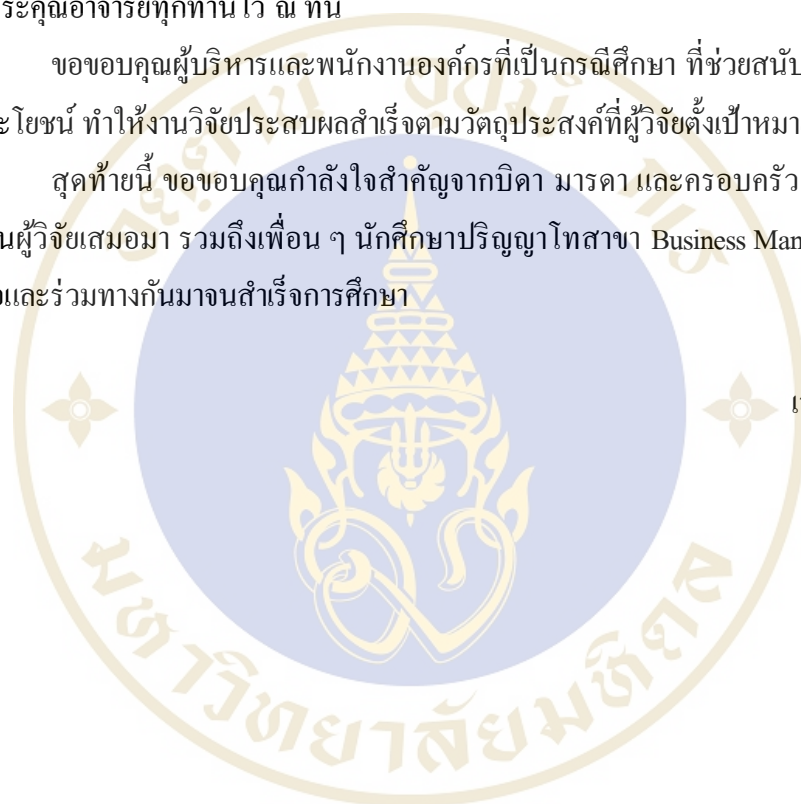 ระคุณอาจารย์ทุกท่านไว้ ณ ที่นี้
ขอขอบคุณผู้บริหารและพนักงานองค์กรที่เป็นกรณีศึกษา ที่ช่วยสนับ
ะโยชน์ ทำให้งานวิจัยประสบผลสำเร็จตามวัตถุประสงค์ที่ผู้วิจัยตั้งเป้าหมา
สุดท้ายนี้ ขอขอบคุณกำลังใจสำคัญจากบิดา มารดา และครอบครัว
นผู้วิจัยเสมอมา รวมถึงเพื่อน ๆ นักศึกษาปริญญาโทสาขา Business Man
และร่วมทางกันมาจนสำเร็จการศึกษา
อตฺตานํ อุปมํ กเร
มหาวิทยาลัยมหิดล